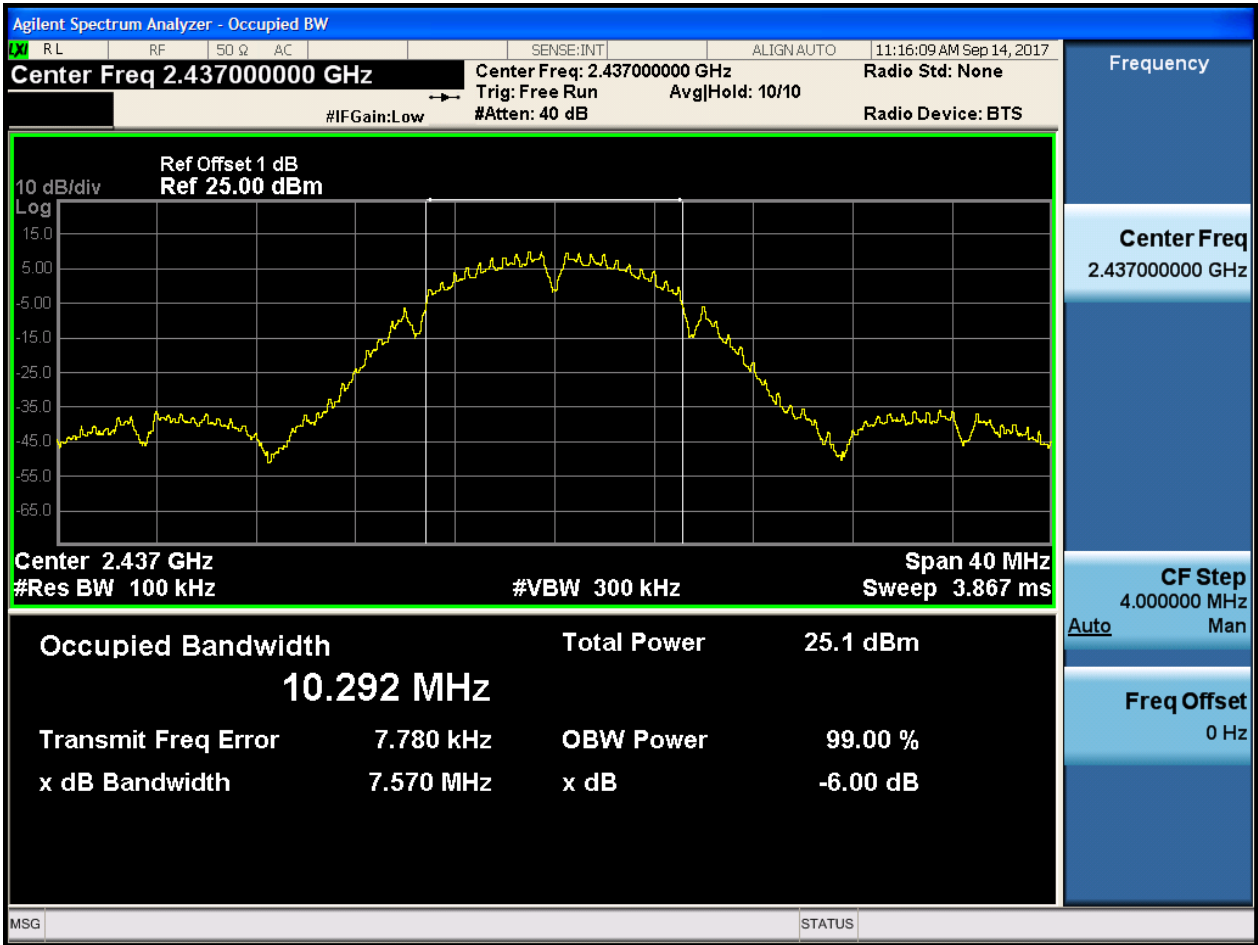 Agilent Spectrum Analyzer - Occupied BW
LXI RL RF 50 Ω AC SENSE:INT ALIGN AUTO 11:16:09 AM Sep 14, 2017
Center Freq 2.437000000 GHz
Center Freq: 2.437000000 GHz Radio Std: None
Trig: Free Run Avg|Hold: 10/10
#IFGain:Low #Atten: 40 dB Radio Device: BTS
Ref Offset 1 dB
10 dB/div Ref 25.00 dBm
Log
15.0
5.00
-5.00
-15.0
-25.0
-35.0
-45.0
-55.0
-65.0
Center 2.437 GHz Span 40 MHz
#Res BW 100 kHz #VBW 300 kHz Sweep 3.867 ms
Occupied Bandwidth Total Power 25.1 dBm
10.292 MHz
Transmit Freq Error 7.780 kHz OBW Power 99.00 %
x dB Bandwidth 7.570 MHz x dB -6.00 dB
Frequency
Center Freq
2.437000000 GHz
CF Step
4.000000 MHz
Auto Man
Freq Offset
0 Hz
MSG STATUS